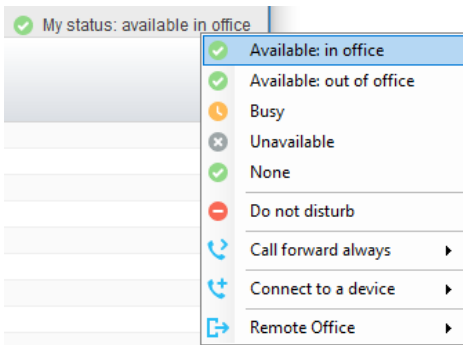 My status: available in office
Available: in office
Available: out of office
Busy
Unavailable
None
Do not disturb
Call forward always
Connect to a device
Remote Office